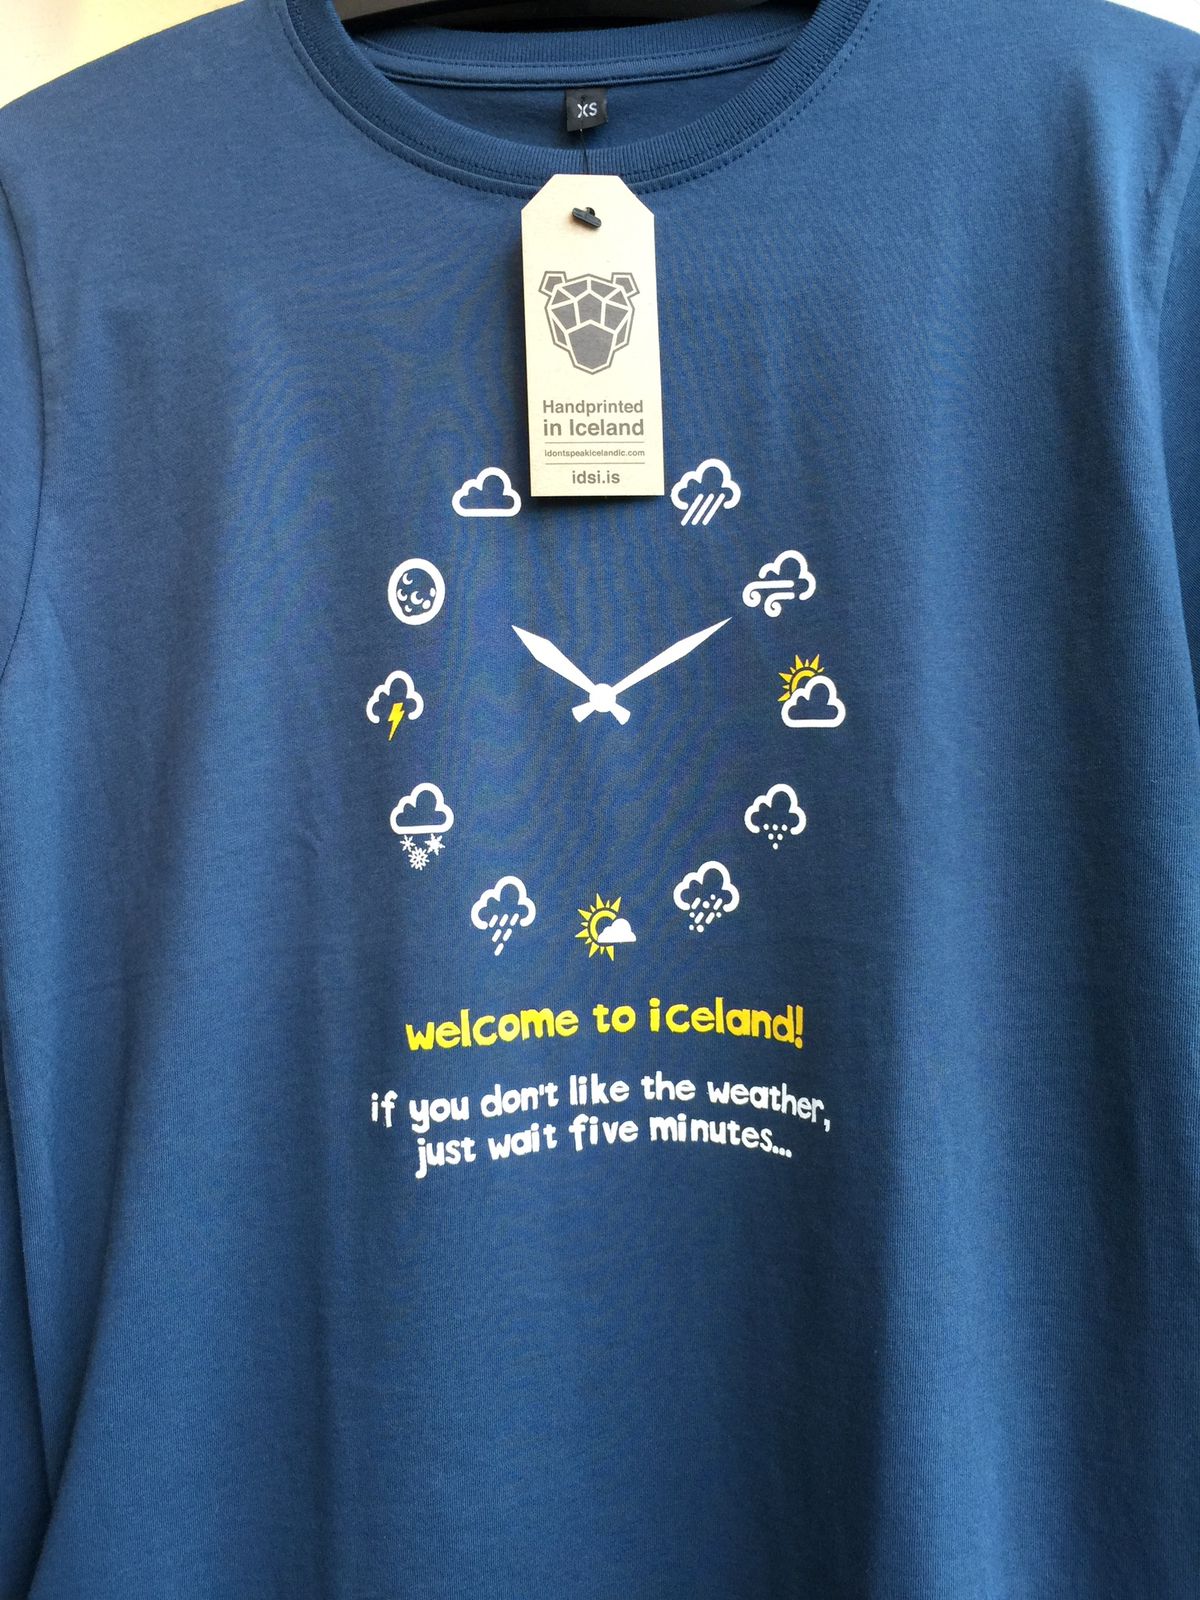 XS
Handprinted
in Iceland
idontspeakicelandic.com
idsi.is
welcome to iceland!
if you don't like the weather,
just wait five minutes...